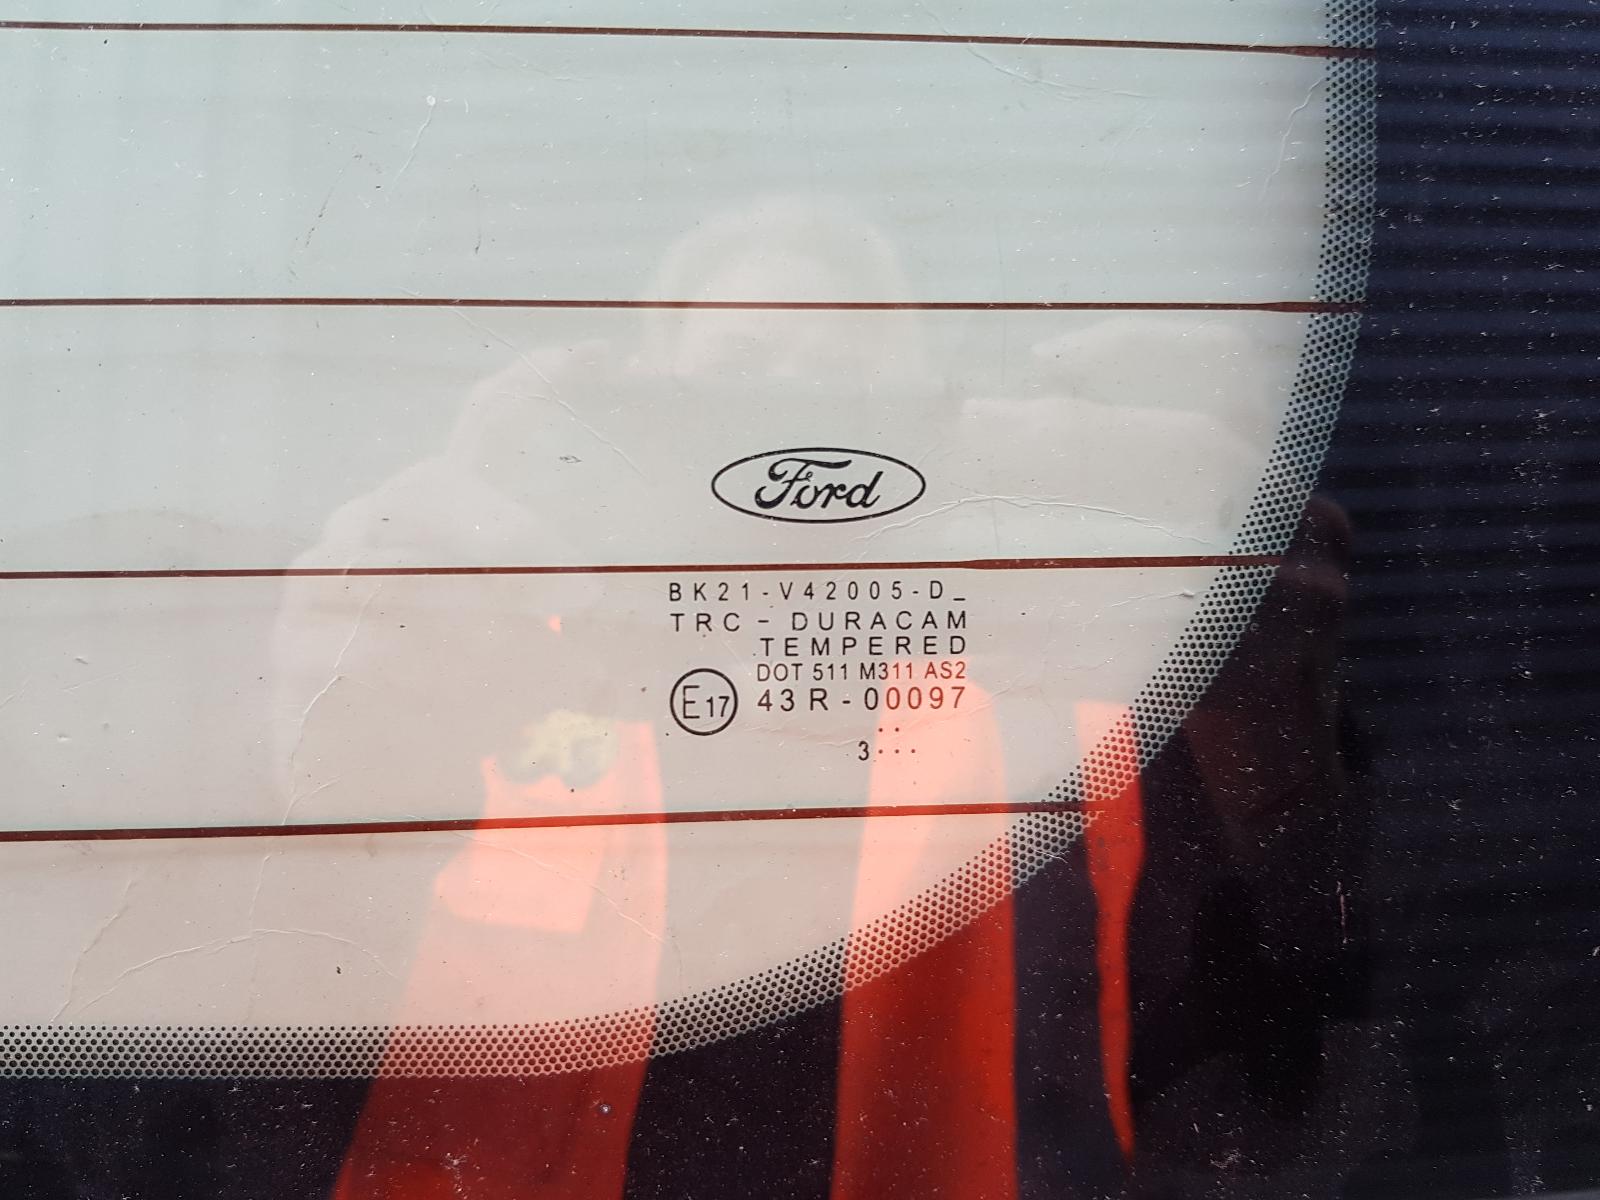 Ford
BK21-V42005-D_
TRC - DURACAM
TEMPERED
DOT 511 M311 AS2
E17 43R-00097
3